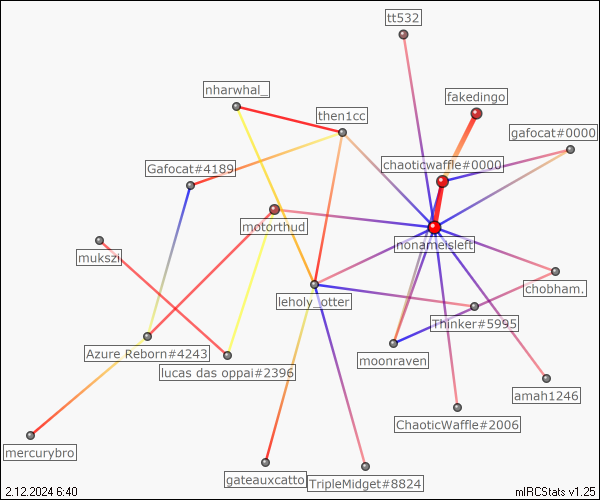 tt532
nharwhal_
fakedingo
then1cc
gafocat#0000
chaoticwaffle#0000
Gafocat#4189
motorthud
nonameisleft
mukszi
chobham.
leholy_otter
Thinker#5995
Azure Reborn#4243
moonraven
lucas das oppai#2396
amah1246
ChaoticWaffle#2006
mercurybro
gateauxcatto
TripleMidget#8824
2.12.2024 6:40
mIRCStats v1.25